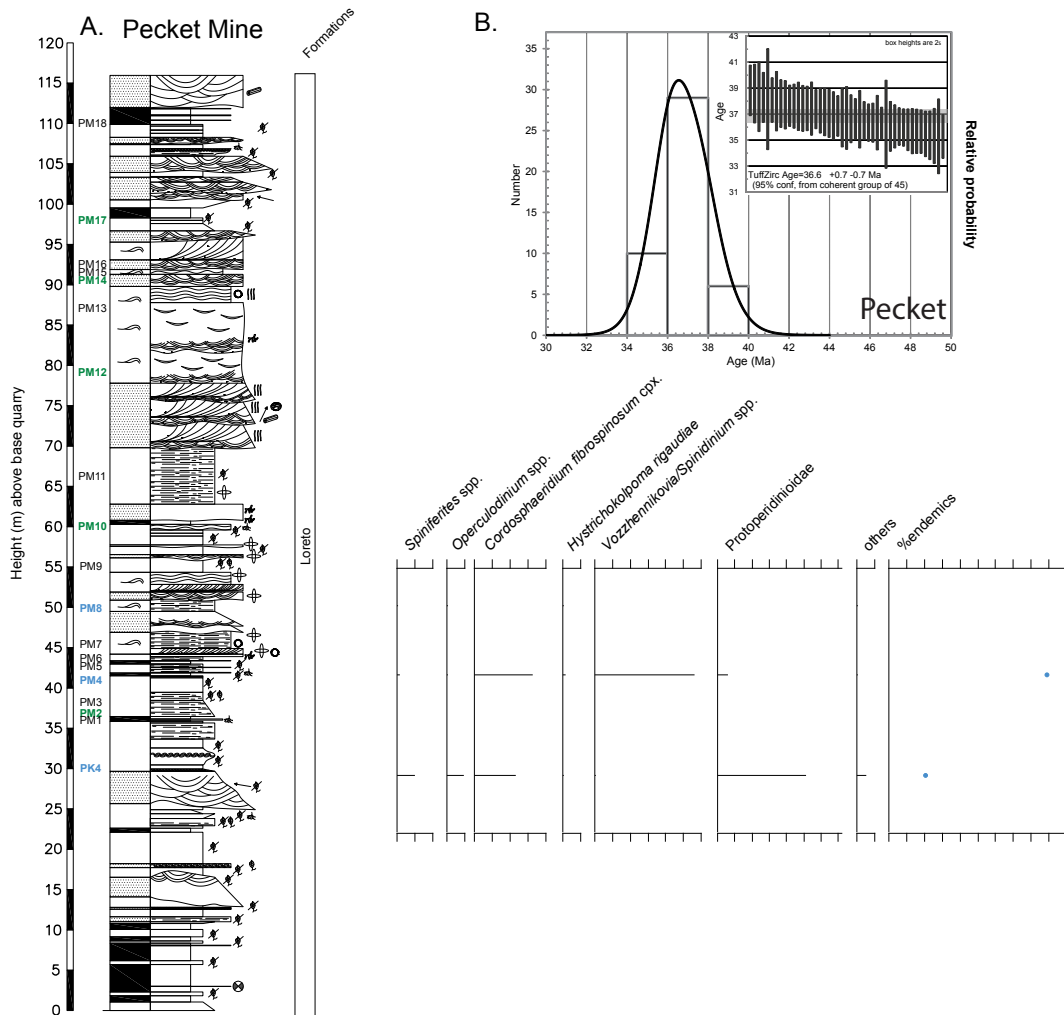 A. Pecket Mine
Formations
120
115
110
105
100
95
90
85
80
75
70
65
60
55
50
45
40
35
30
25
20
15
10
5
0
Height (m) above base quarry
PM18
PM17
PM16
PM15
PM14
PM13
PM12
PM11
PM10
PM9
PM8
PM7
PM6
PM5
PM4
PM3
PM2
PM1
PK4
Loreto
B.
35
30
25
20
15
10
5
0
Number
30 32 34 36 38 40 42 44 46 48 50
Age (Ma)
Relative probability
Pecket
43
41
39
37
35
33
31
Age
box heights are 2s
TuffZirc Age=36.6 +0.7 -0.7 Ma
(95% conf, from coherent group of 45)
Spiniferites spp.
Operculodinium spp.
Cordosphaeridium fibrospinosum cpx.
Hystrichokolpoma rigaudiae
Vozzhennikovia/Spinidinium spp.
Protoperidinioidae
others
%endemics